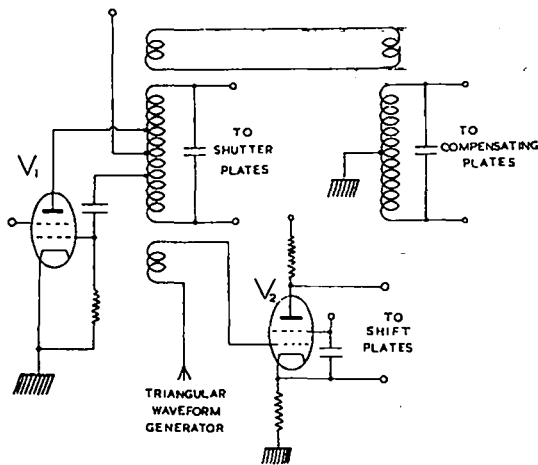 V₁
TO
SHUTTER
PLATES
TO
COMPENSATING
PLATES
V₂
TO
SHIFT
PLATES
TRIANGULAR
WAVEFORM
GENERATOR